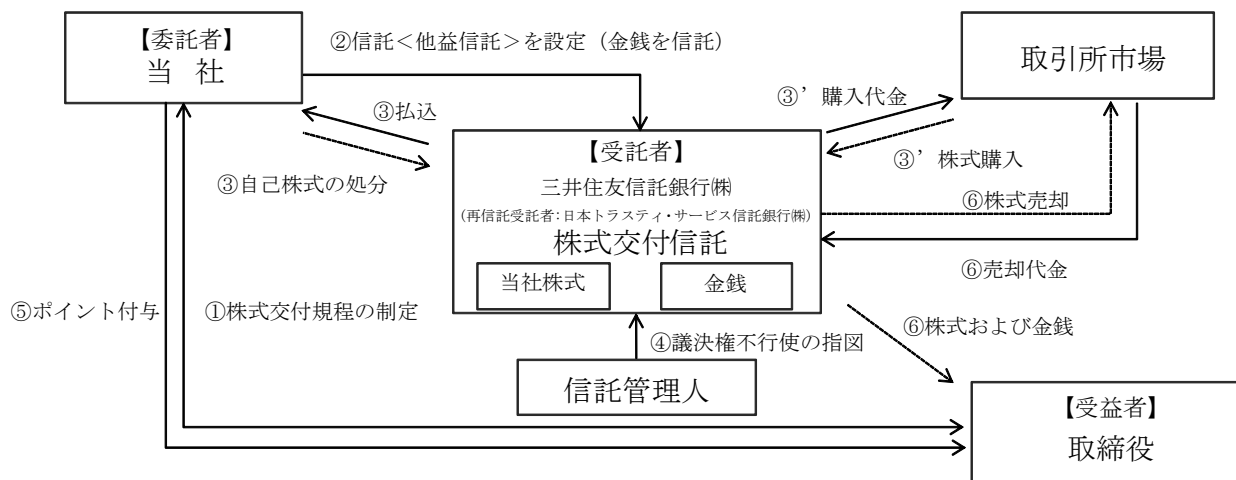 【委託者】
当 社
②信託<他益信託>を設定（金銭を信託）
取引所市場
③払込
③’購入代金
【受託者】
③’株式購入
③自己株式の処分
三井住友信託銀行㈱
(再信託受託者:日本トラスティ・サービス信託銀行㈱)
⑥株式売却
株式交付信託
当社株式
金銭
⑥売却代金
⑤ポイント付与
①株式交付規程の制定
⑥株式および金銭
④議決権不行使の指図
信託管理人
【受益者】
取締役